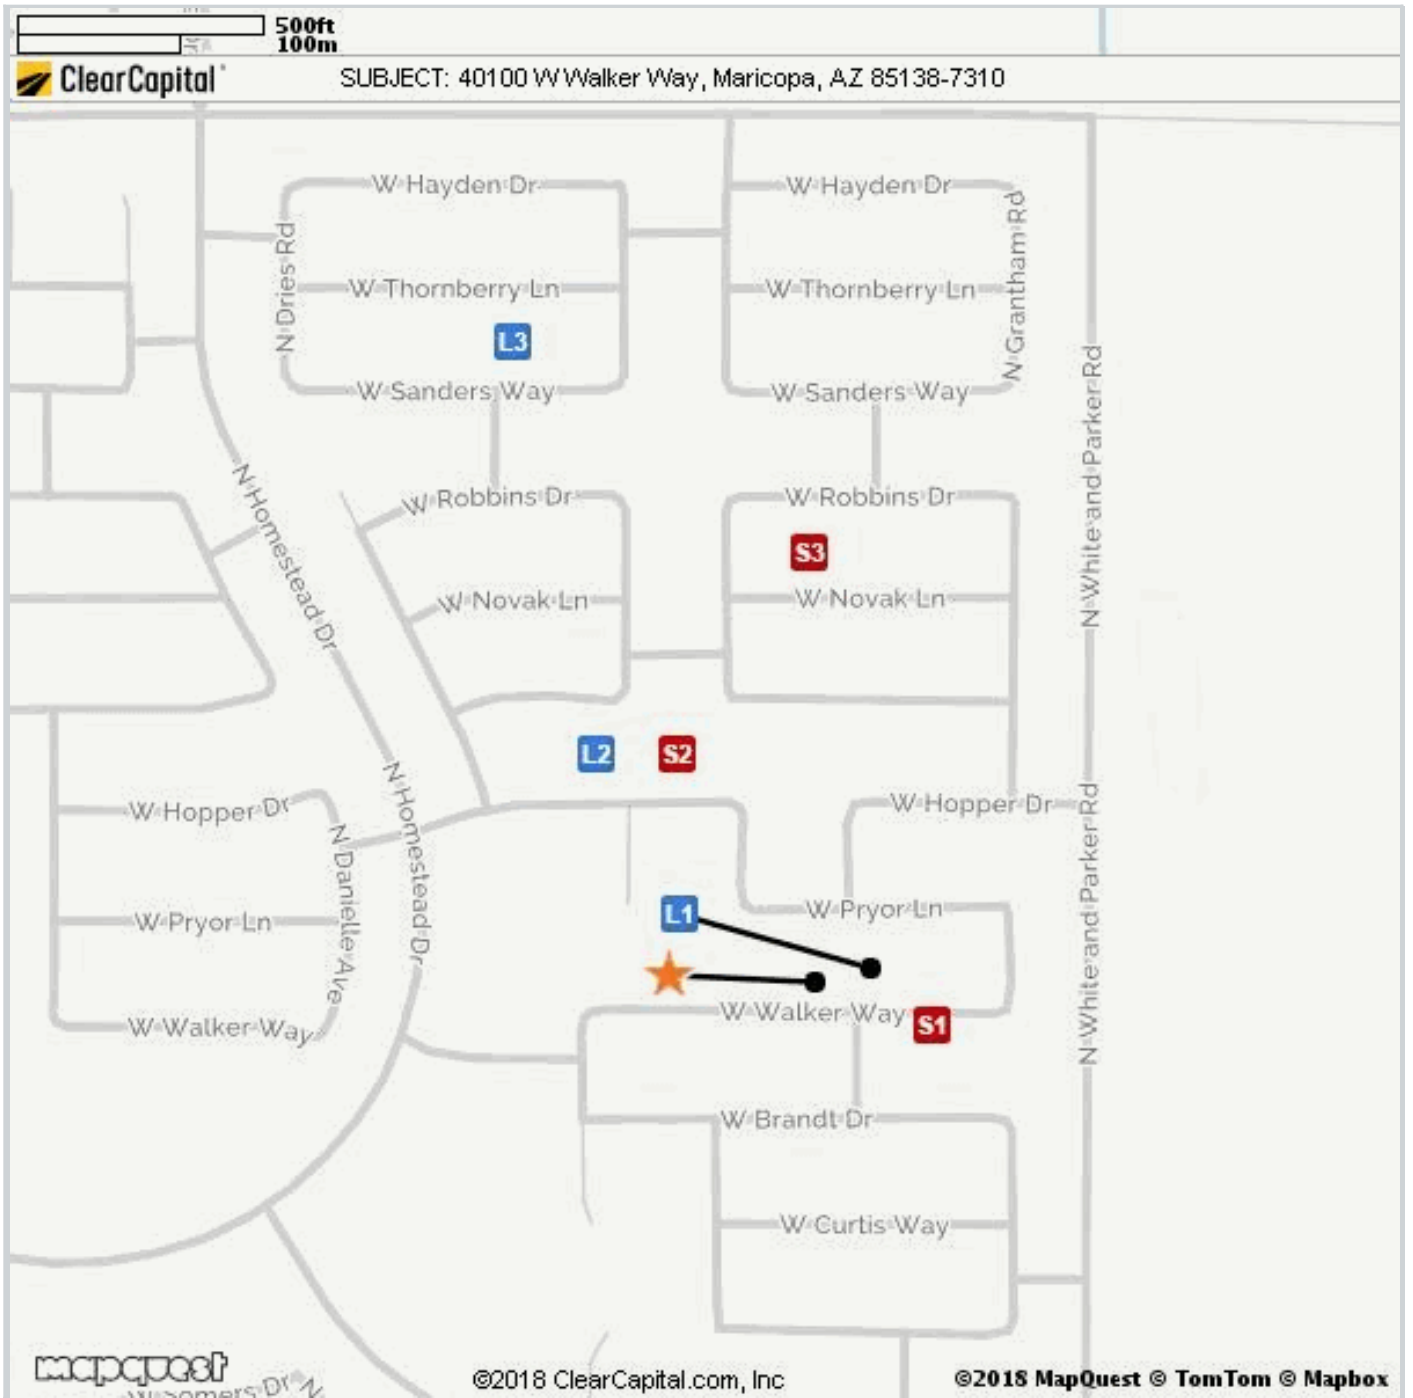 500ft
100m
ClearCapital
SUBJECT: 40100 W Walker Way, Maricopa, AZ 85138-7310
W Hayden Dr
W Hayden Dr
N Dries Rd
N Grantham Rd
W Thornberry Ln
W Thornberry Ln
L3
W Sanders Way
W Sanders Way
N White and Parker Rd
N Homestead Dr
W Robbins Dr
W Robbins Dr
S3
W Novak Ln
W Novak Ln
L2
S2
N Homestead Dr
W Hopper Dr
W Hopper Dr
N Danielle Ave
N White and Parker Rd
L1
W Pryor Ln
W Pryor Ln
W Walker Way
W Walker Way
S1
W Brandt Dr
W Curtis Way
mapquest
W Somers Dr
©2018 ClearCapital.com, Inc
©2018 MapQuest © TomTom © Mapbox